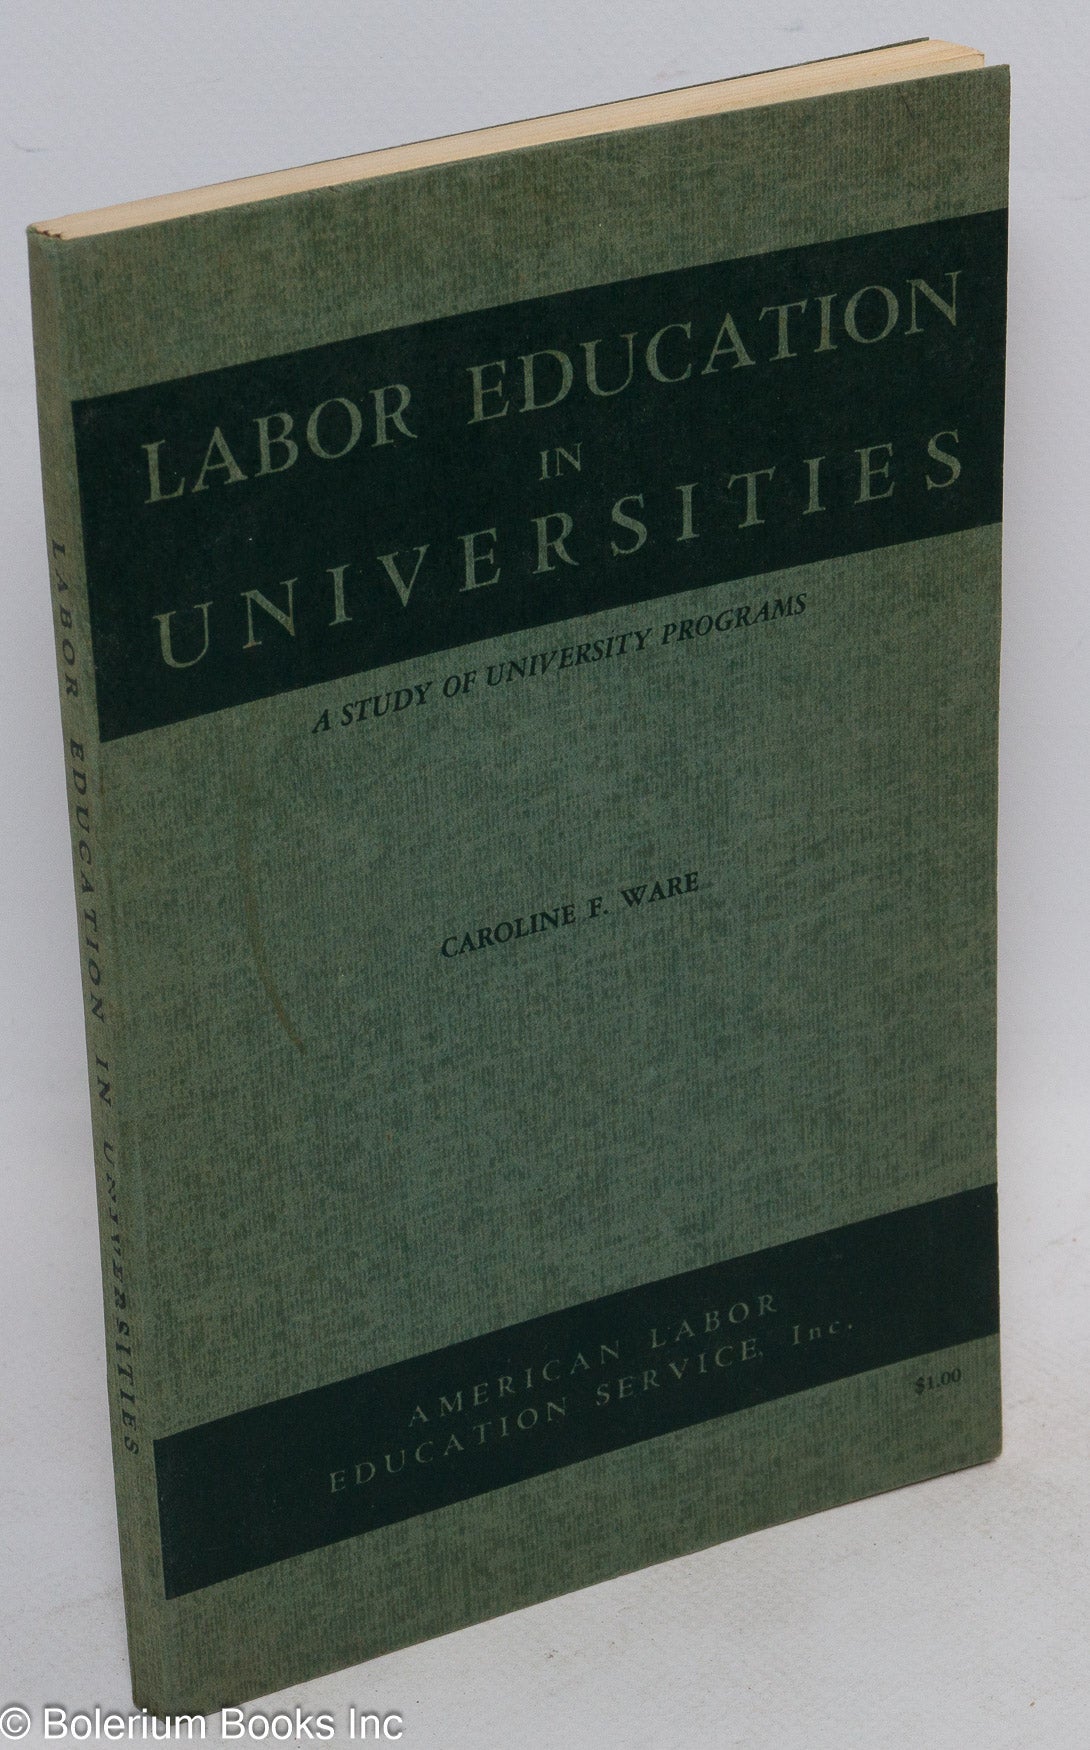 LABOR EDUCATION
IN
UNIVERSITIES
A STUDY OF UNIVERSITY PROGRAMS
CAROLINE F. WARE
AMERICAN LABOR
EDUCATION SERVICE, Inc.
$1.00
LABOR EDUCATION IN UNIVERSITIES
© Bolerium Books Inc